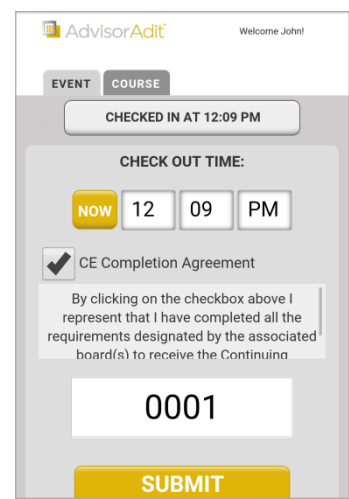 AdvisorAdit
Welcome John!
EVENT COURSE
CHECKED IN AT 12:09 PM
CHECK OUT TIME:
NOW 12 09 PM
CE Completion Agreement
By clicking on the checkbox above I
represent that I have completed all the
requirements designated by the associated
board(s) to receive the Continuing
0001
SUBMIT